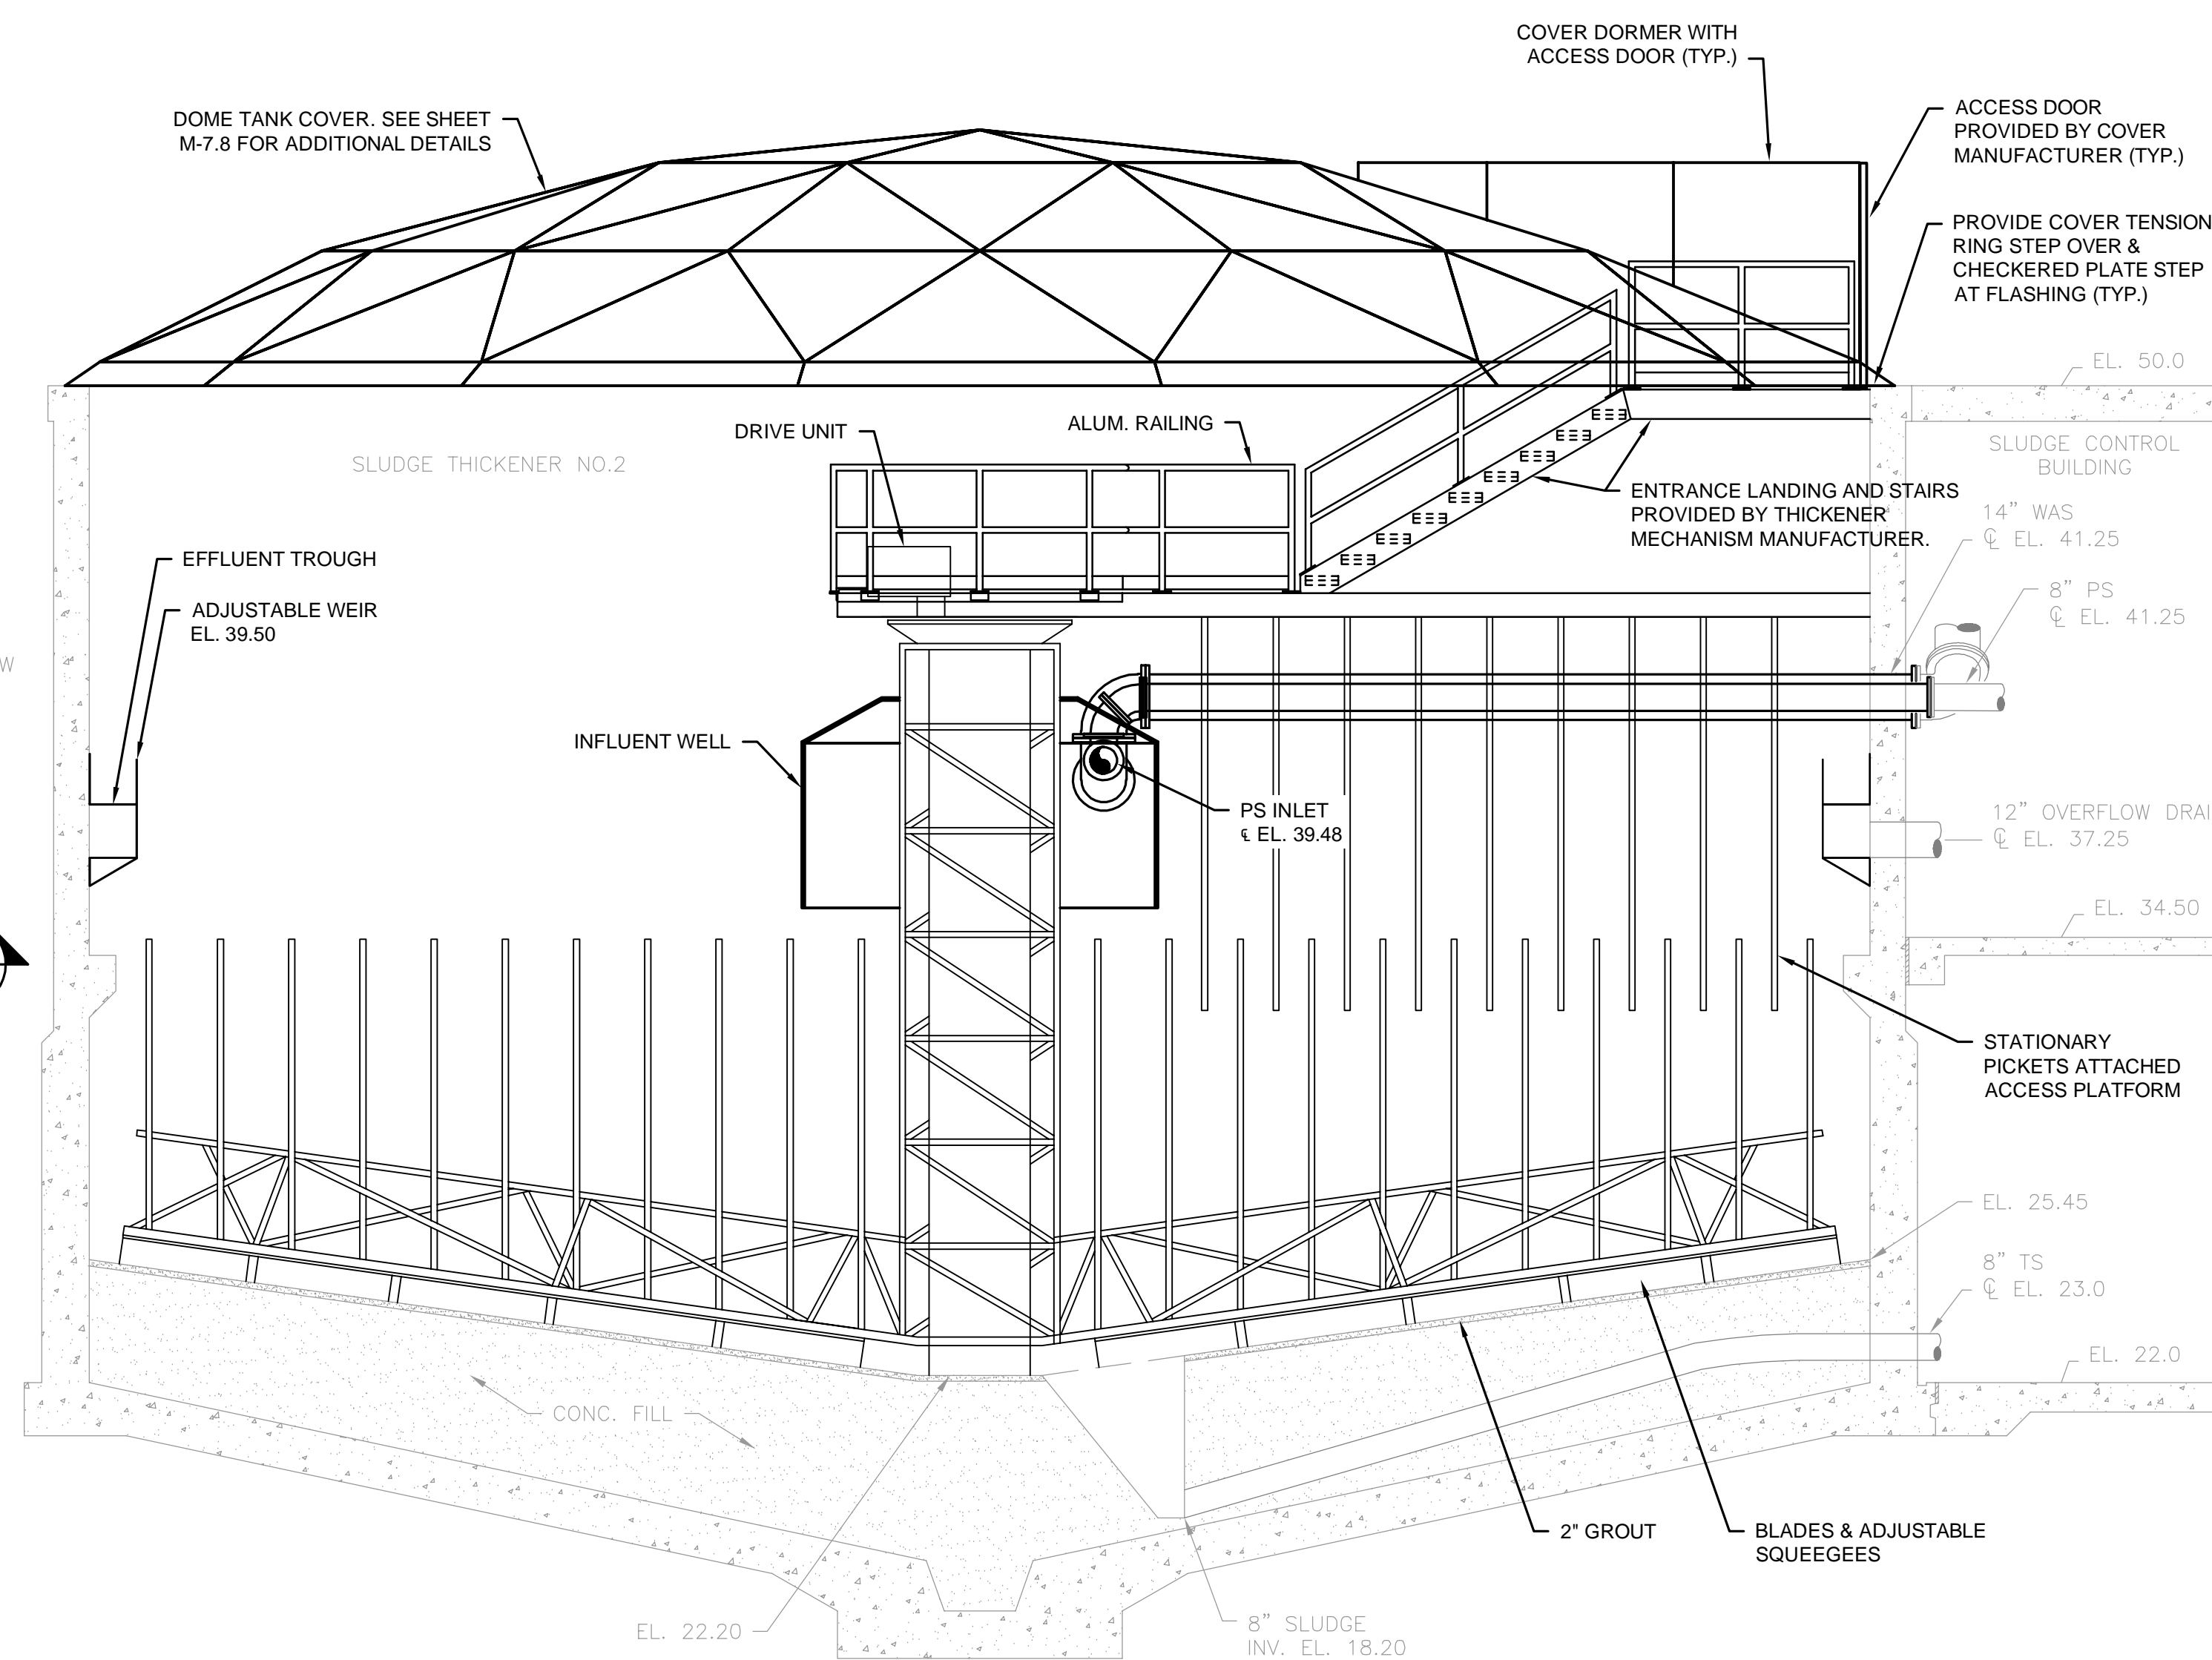 COVER DORMER WITH
ACCESS DOOR (TYP.)
DOME TANK COVER. SEE SHEET
M-7.8 FOR ADDITIONAL DETAILS
ACCESS DOOR
PROVIDED BY COVER
MANUFACTURER (TYP.)
PROVIDE COVER TENSION
RING STEP OVER &
CHECKERED PLATE STEP
AT FLASHING (TYP.)
EL. 50.0
DRIVE UNIT
ALUM. RAILING
SLUDGE THICKENER NO.2
SLUDGE CONTROL
BUILDING
ENTRANCE LANDING AND STAIRS
PROVIDED BY THICKENER
MECHANISM MANUFACTURER.
14" WAS
℄ EL. 41.25
EFFLUENT TROUGH
ADJUSTABLE WEIR
EL. 39.50
8" PS
℄ EL. 41.25
W
INFLUENT WELL
PS INLET
℄ EL. 39.48
12" OVERFLOW DRAI
℄ EL. 37.25
EL. 34.50
STATIONARY
PICKETS ATTACHED
ACCESS PLATFORM
EL. 25.45
8" TS
℄ EL. 23.0
EL. 22.0
CONC. FILL
2" GROUT
BLADES & ADJUSTABLE
SQUEEGEES
EL. 22.20
8" SLUDGE
INV. EL. 18.20